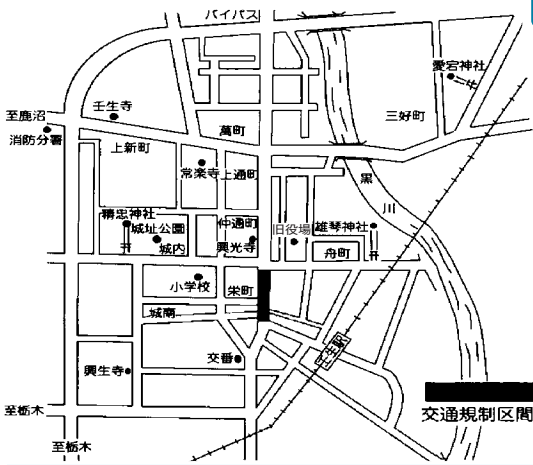 バイパス
愛宕神社
壬生寺
至鹿沼
消防分署
三好町
萬町
上新町
常楽寺
上通町
黒川
精忠神社
城址公園
城内
仲通町
興光寺
旧役場
雄琴神社
舟町
小学校
栄町
城南
壬生駅
交番
興生寺
交通規制区間
至栃木
至栃木